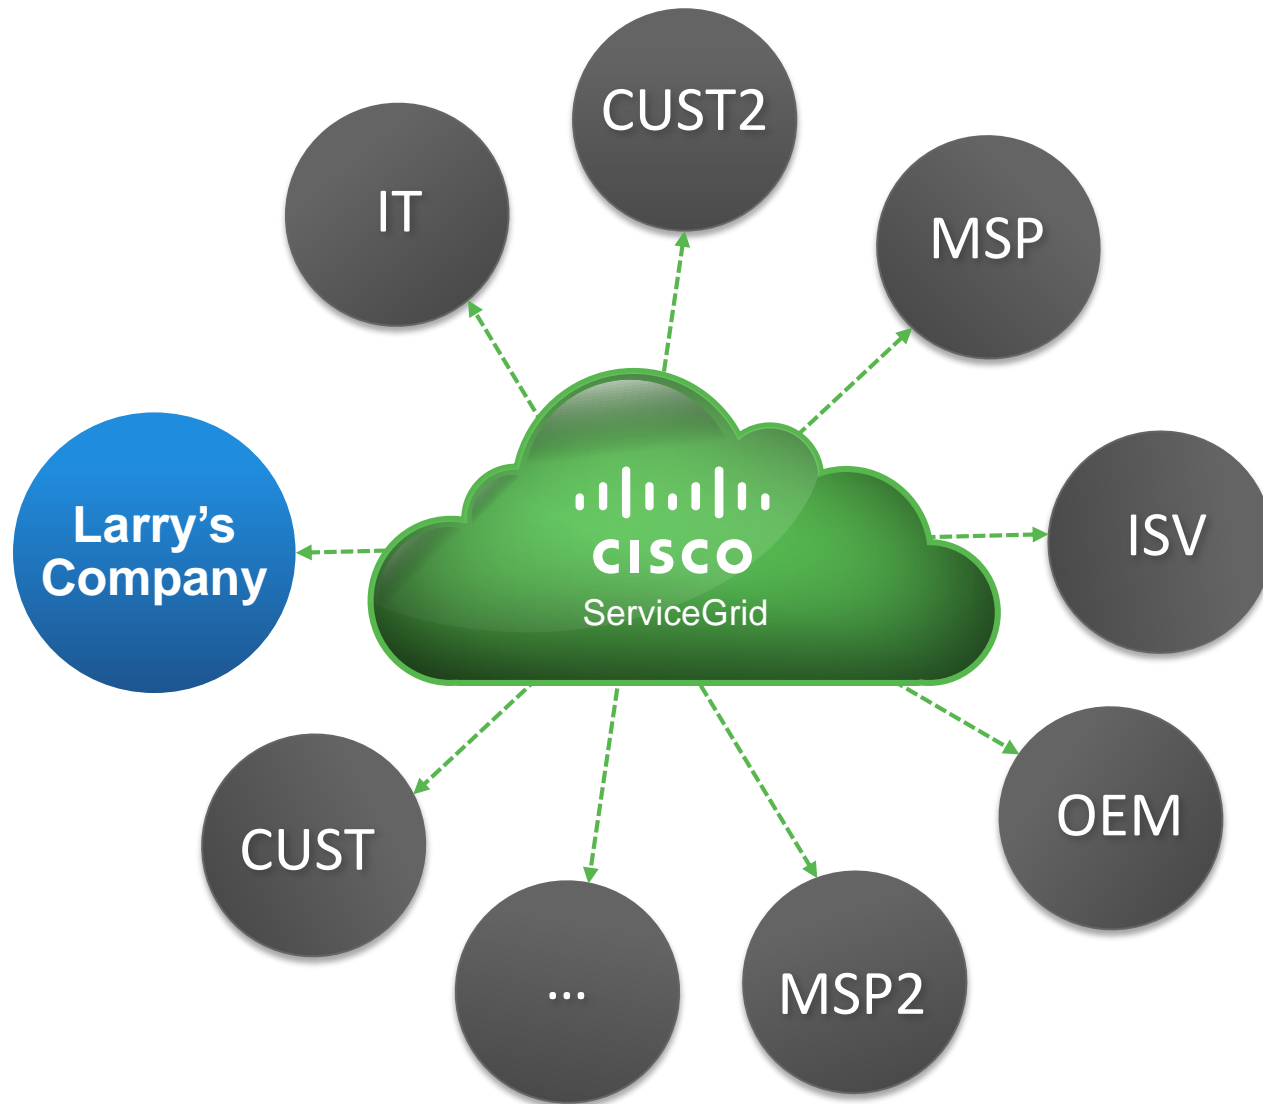 CUST2
IT
MSP
Larry’s
Company
CISCO
ServiceGrid
ISV
CUST
OEM
...
MSP2